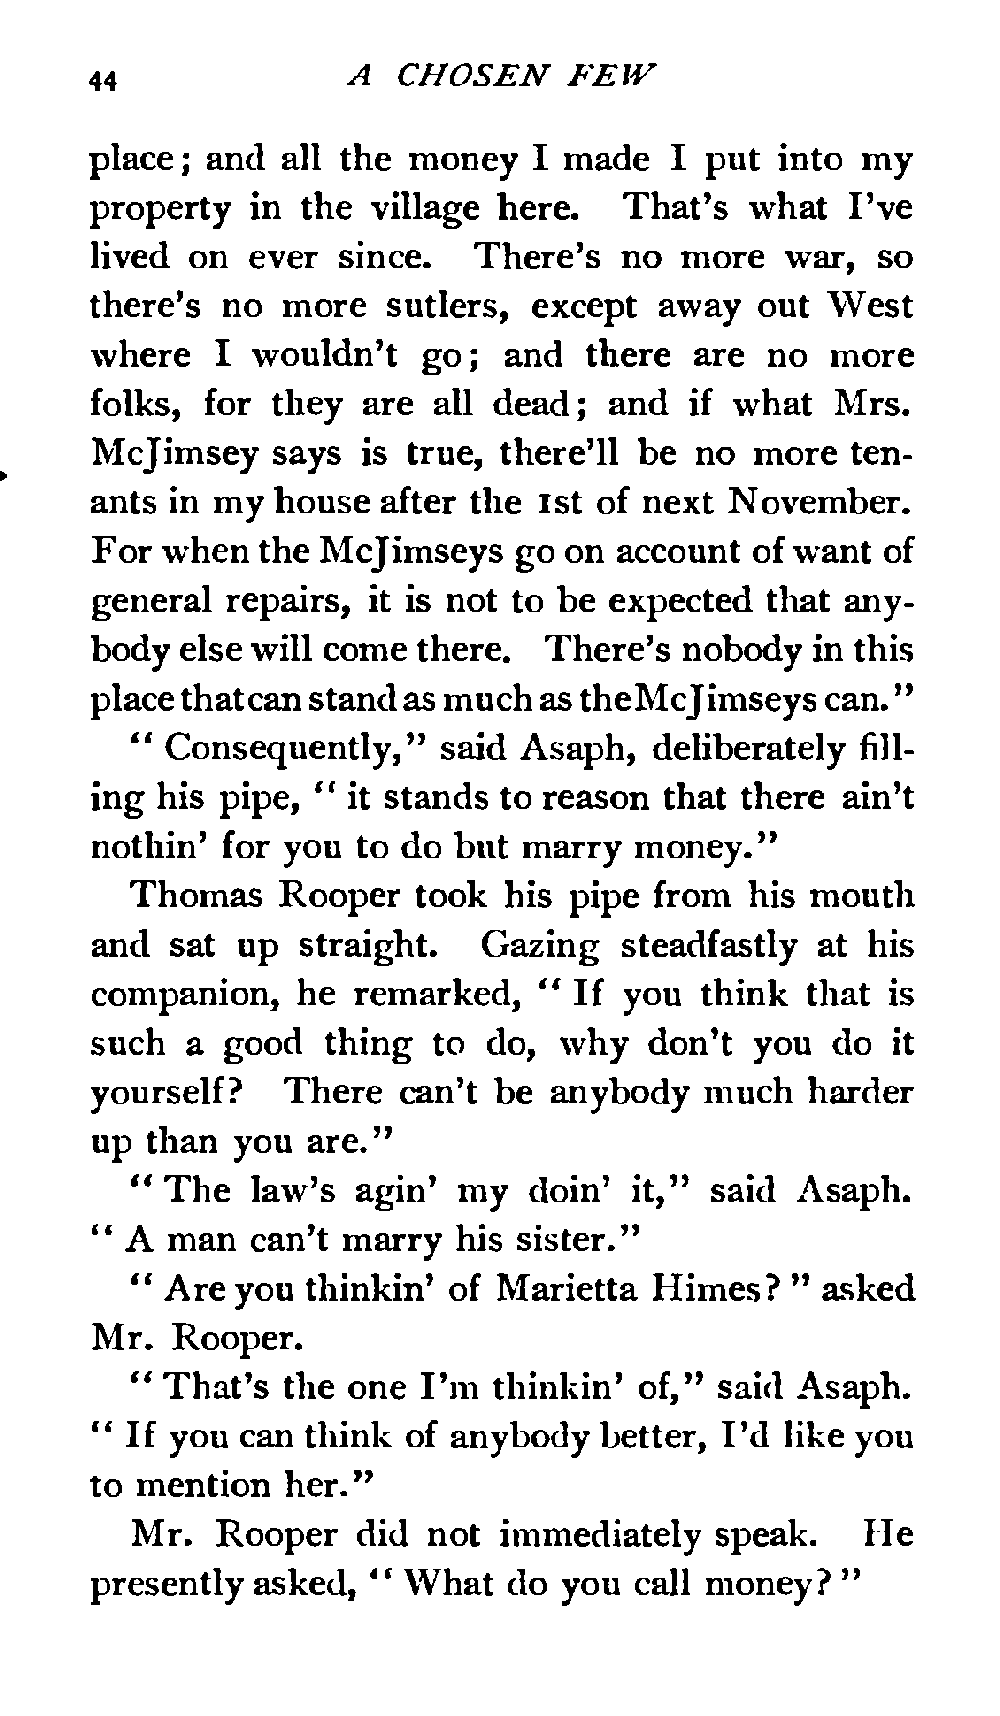 44 A CHOSEN FEW
place; and all the money I made I put into my
property in the village here. That's what I've
lived on ever since. There's no more war, so
there's no more sutlers, except away out West
where I wouldn't go; and there are no more
folks, for they are all dead; and if what Mrs.
McJimsey says is true, there'll be no more ten-
ants in my house after the 1st of next November.
For when the McJimseys go on account of want of
general repairs, it is not to be expected that any-
body else will come there. There's nobody in this
place that can stand as much as the McJimseys can."
"Consequently," said Asaph, deliberately fill-
ing his pipe, "it stands to reason that there ain't
nothin' for you to do but marry money."
Thomas Rooper took his pipe from his mouth
and sat up straight. Gazing steadfastly at his
companion, he remarked, "If you think that is
such a good thing to do, why don't you do it
yourself? There can't be anybody much harder
up than you are."
"The law's agin' my doin' it," said Asaph.
"A man can't marry his sister."
"Are you thinkin' of Marietta Himes?" asked
Mr. Rooper.
"That's the one I'm thinkin' of," said Asaph.
"If you can think of anybody better, I'd like you
to mention her."
Mr. Rooper did not immediately speak. He
presently asked, "What do you call money?"